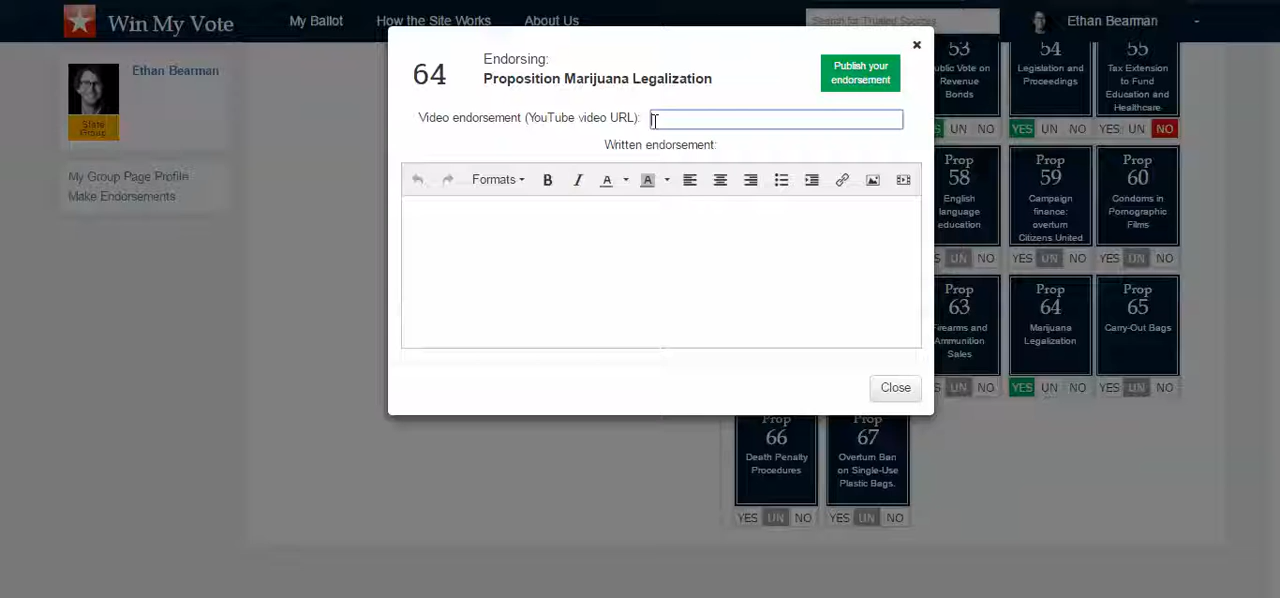 Win My Vote
My Ballot
How the Site Works
About Us
Search for Trusted Sources
Ethan Bearman
Ethan Bearman
State
Group
My Group Page Profile
Make Endorsements
64
Endorsing:
Proposition Marijuana Legalization
Publish your
endorsement
Video endorsement (YouTube video URL):
Written endorsement:
Formats
B I A A
Close
53
Vote on
Revenue
Bonds
UN NO
54
Legislation and
Proceedings
YES UN NO
55
Tax Extension
to Fund
Education and
Healthcare
YES UN NO
Prop
58
English
language
education
UN NO
Prop
59
Campaign
finance:
overturn
Citizens United
YES UN NO
Prop
60
Condoms in
Pornographic
Films
YES UN NO
Prop
63
Firearms and
Ammunition
Sales
UN NO
Prop
64
Marijuana
Legalization
YES UN NO
Prop
65
Carry-Out Bags
YES UN NO
Prop
66
Death Penalty
Procedures
YES UN NO
Prop
67
Overturn Ban
on Single-Use
Plastic Bags.
YES UN NO